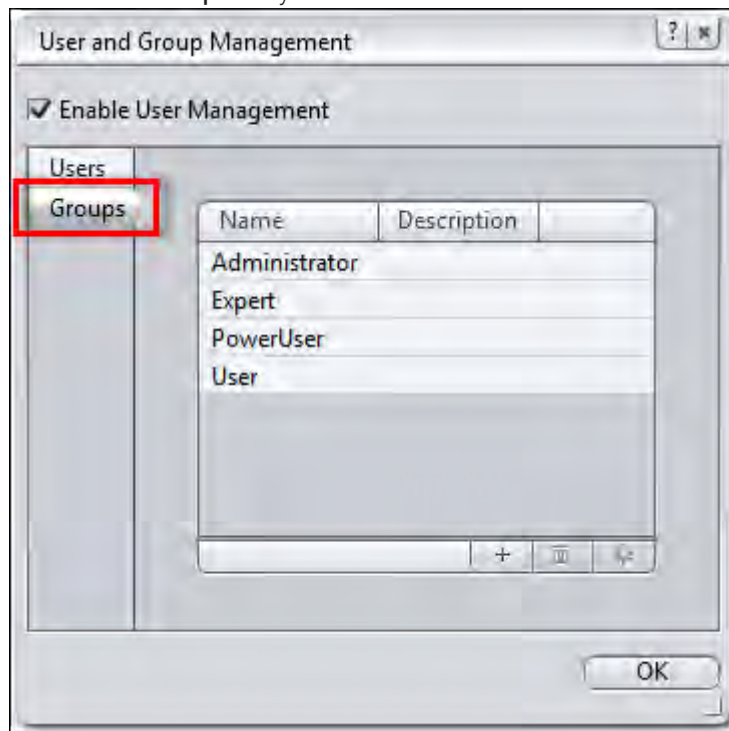 User and Group Management ? ×
Enable User Management
Users
Groups
Name Description
Administrator
Expert
PowerUser
User
+
OK